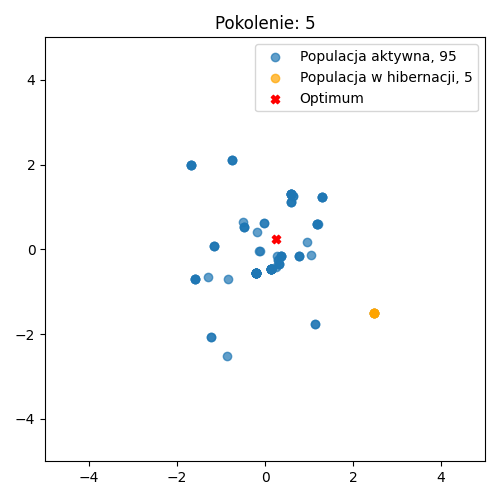 Pokolenie: 5
Populacja aktywna, 95
Populacja w hibernacji, 5
Optimum
4
2
0
−2
−4
−4 −2 0 2 4